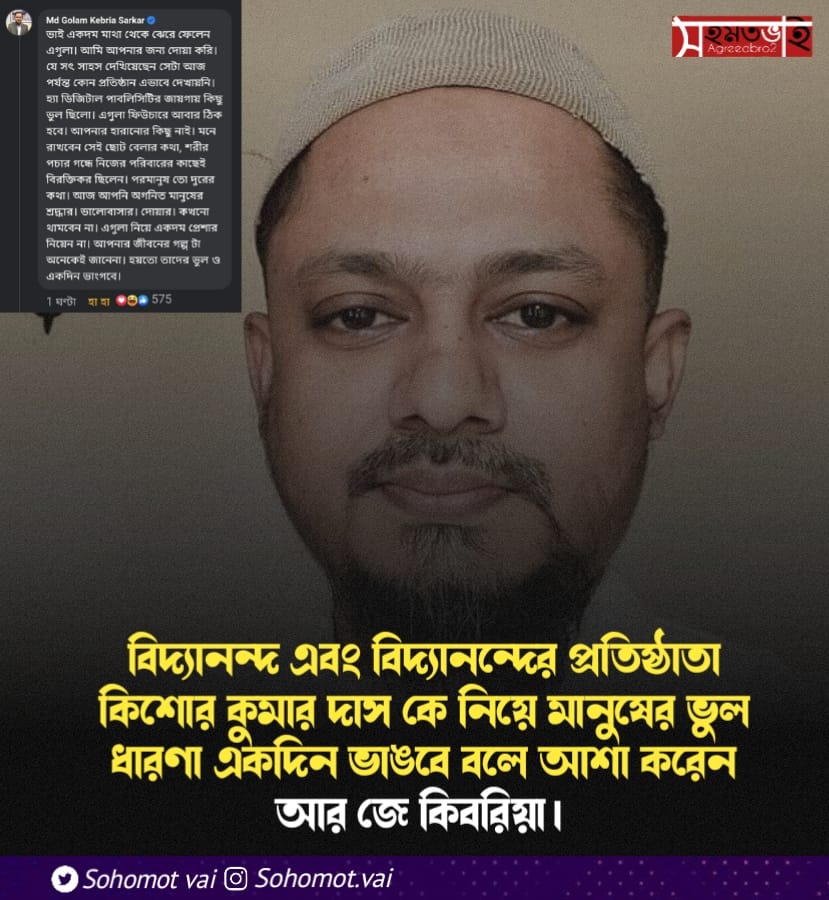 Md Golam Kebria Sarkar
ভাই একদম মাথা থেকে ঝেরে ফেলেন
এগুলা। আমি আপনার জন্য দোয়া করি।
যে সৎ সাহস দেখিয়েছেন সেটা আজ
পর্যন্ত কোন প্রতিষ্ঠান এভাবে দেখায়নি।
হ্যা ডিজিটাল পাবলিসিটির জায়গায় কিছু
ভুল ছিলো। এগুলা ফিউচারে আবার ঠিক
হবে। আপনার হারানোর কিছু নাই। মনে
রাখবেন সেই ছোট বেলার কথা, শরীর
পচার গন্ধে নিজের পরিবারের কাছেই
বিরক্তিকর ছিলেন। পরমানুষ তো দুরের
কথা। আজ আপনি অগনিত মানুষের
শ্রদ্ধার। ভালোবাসার। দোয়ার। কখনো
থামবেন না। এগুলা নিয়ে একদম প্রেশার
নিয়েন না। আপনার জীবনের গল্প টা
অনেকেই জানেনা। হয়তো তাদের ভুল ও
একদিন ভাংগবে।
1 ঘণ্টা হা হা 575
সহমতভাই
Agreedbro2
বিদ্যানন্দ এবং বিদ্যানন্দের প্রতিষ্ঠাতা
কিশোর কুমার দাস কে নিয়ে মানুষের ভুল
ধারণা একদিন ভাঙবে বলে আশা করেন
আর জে কিবরিয়া।
Sohomot vai Sohomot.vai